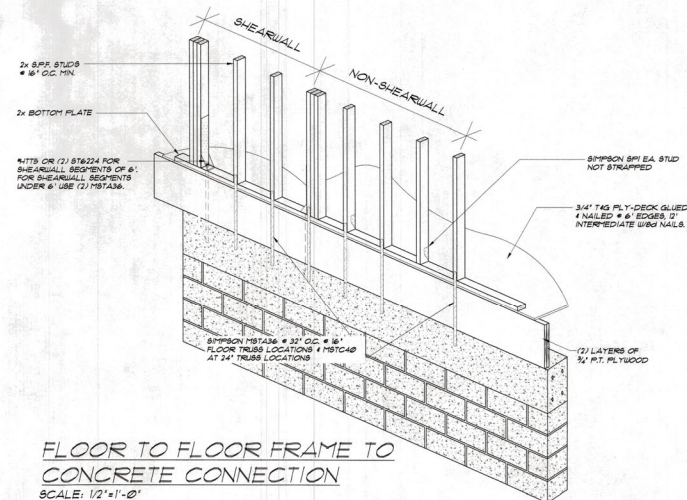 SHEARWALL
NON-SHEARWALL
2x S.P.F. STUDS
@ 16" O.C. MIN.
2x BOTTOM PLATE
*HTT5 OR (2) ST6224 FOR
SHEARWALL SEGMENTS OF 6'.
FOR SHEARWALL SEGMENTS
UNDER 6' USE (2) MSTA36.
SIMPSON SP1 EA. STUD
NOT STRAPPED
3/4" T&G PLY-DECK GLUED
& NAILED @ 6" EDGES, 12"
INTERMEDIATE W/8d NAILS.
SIMPSON MSTA36 @ 32" O.C. @ 16"
FLOOR TRUSS LOCATIONS & MSTC40
AT 24" TRUSS LOCATIONS
(2) LAYERS OF
3/4" P.T. PLYWOOD
FLOOR TO FLOOR FRAME TO
CONCRETE CONNECTION
SCALE: 1/2"=1'-0"